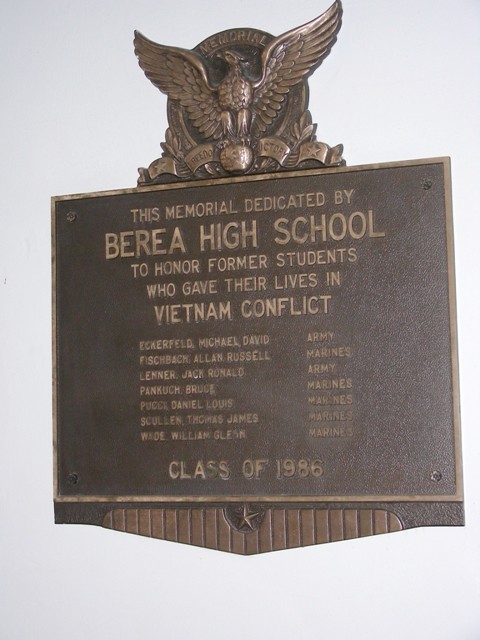 MEMORIAL
THIS MEMORIAL DEDICATED BY
BEREA HIGH SCHOOL
TO HONOR FORMER STUDENTS
WHO GAVE THEIR LIVES IN
VIETNAM CONFLICT
ECKERFELD, MICHAEL DAVID ARMY
FISCHBACH, ALLAN RUSSELL MARINES
LENNER, JACK RONALD ARMY
PANKUCH, BRUCE MARINES
PUCCI, DANIEL LOUIS MARINES
SCULLEN, THOMAS JAMES MARINES
WADE, WILLIAM GLENN MARINES
CLASS OF 1986